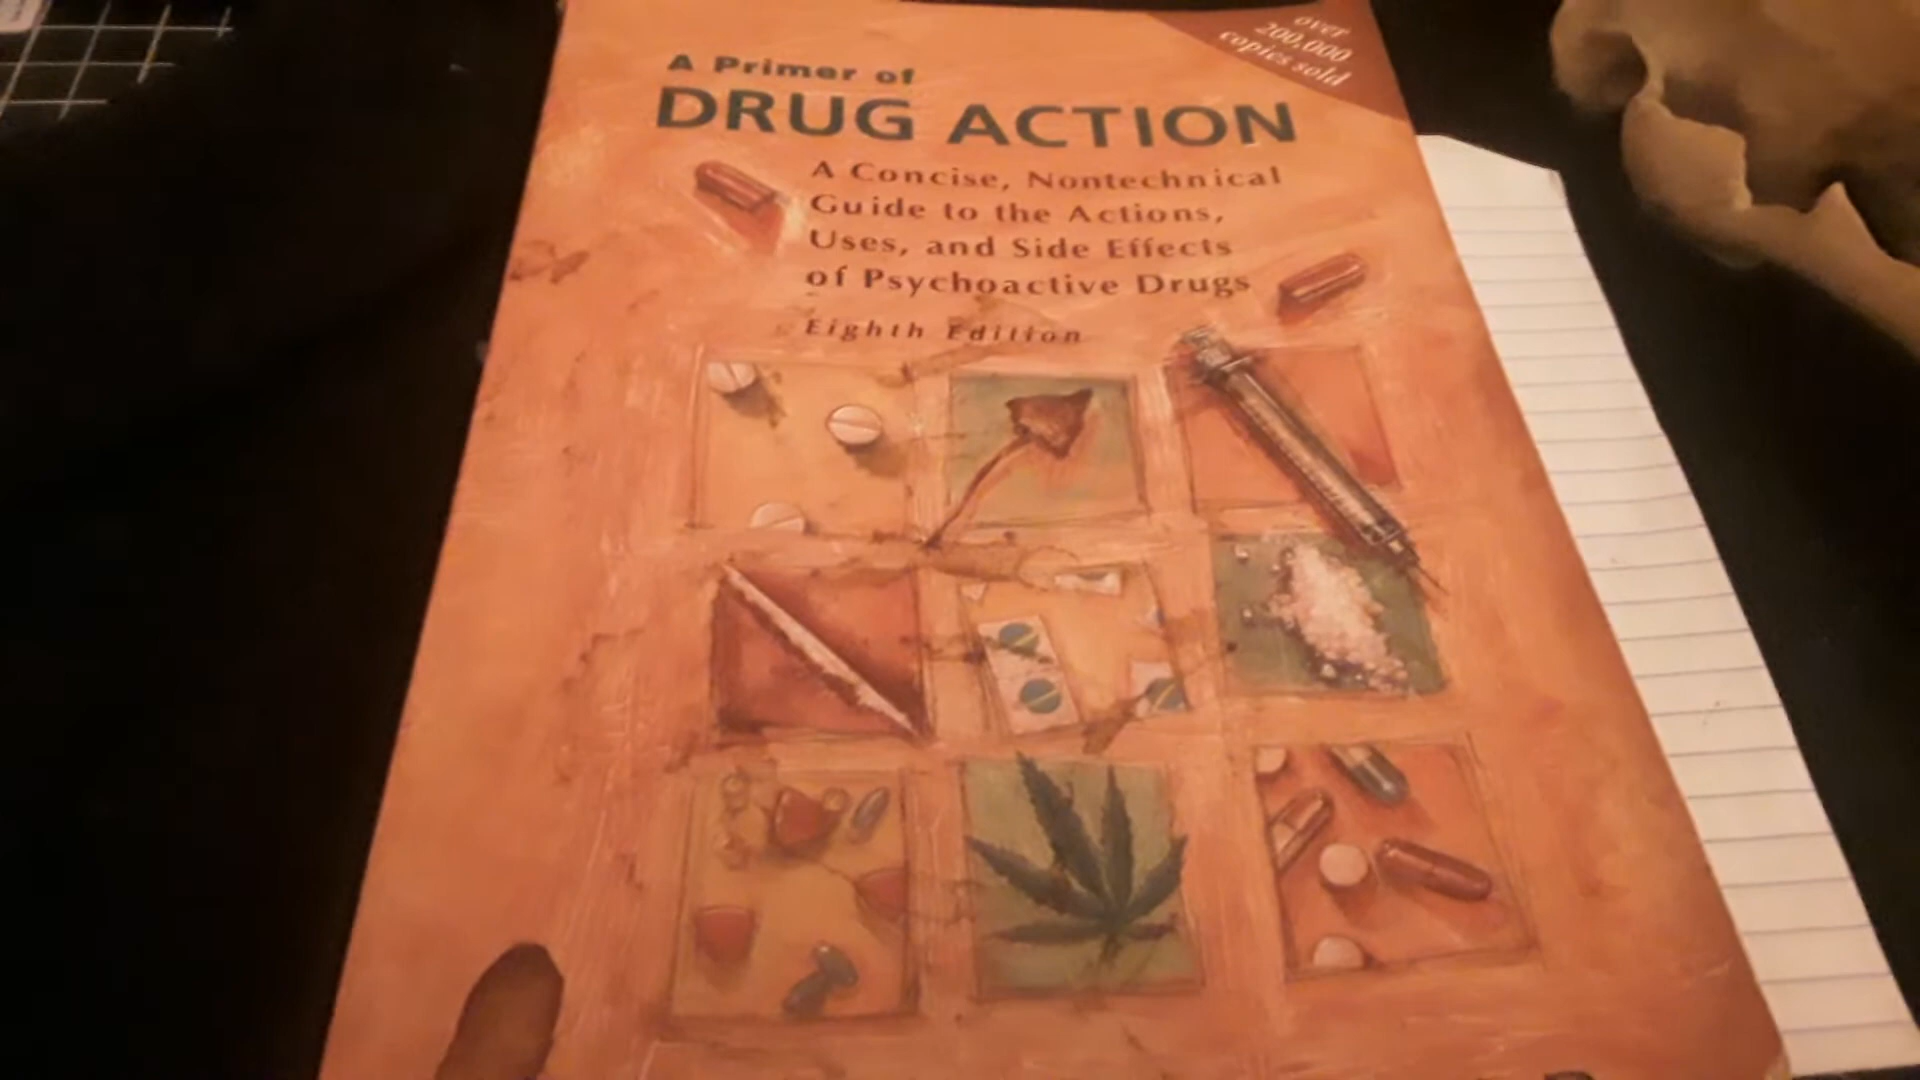 over
200,000
copies sold
A Primer of
DRUG ACTION
A Concise, Nontechnical
Guide to the Actions,
Uses, and Side Effects
of Psychoactive Drugs
Eighth Edition